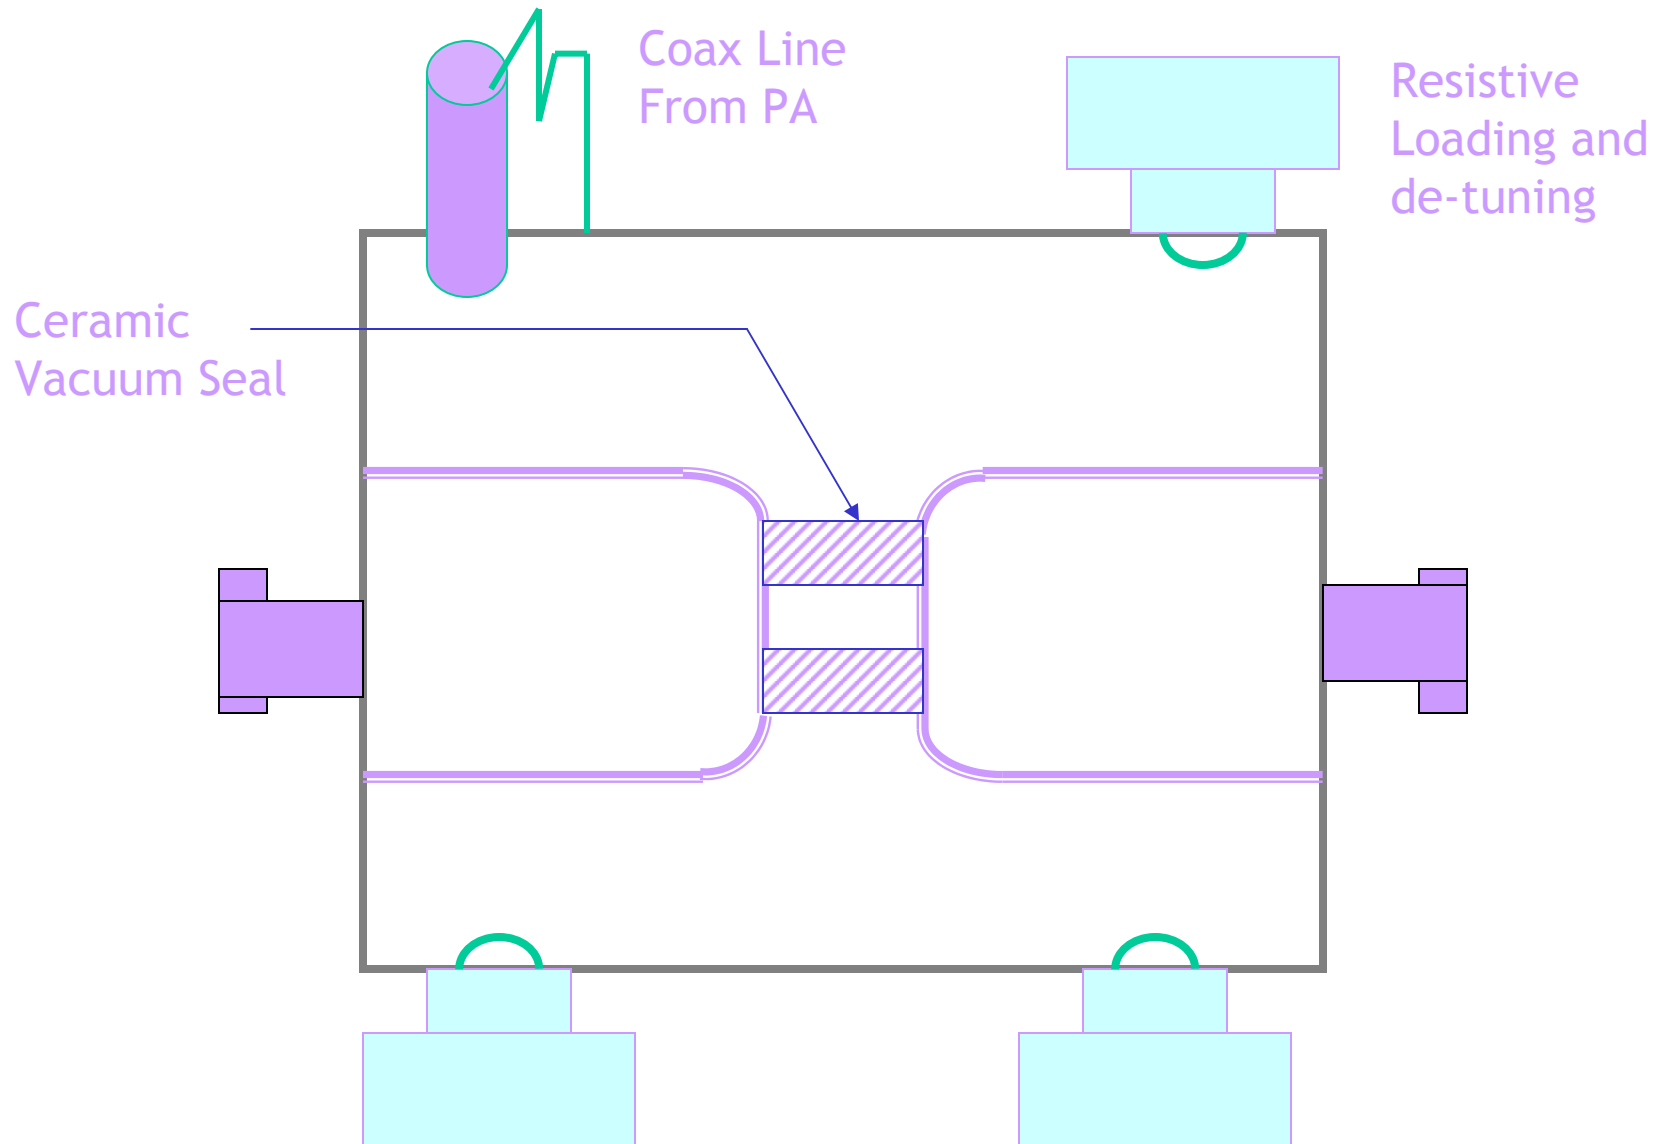 Coax Line
From PA
Resistive
Loading and
de-tuning
Ceramic
Vacuum Seal